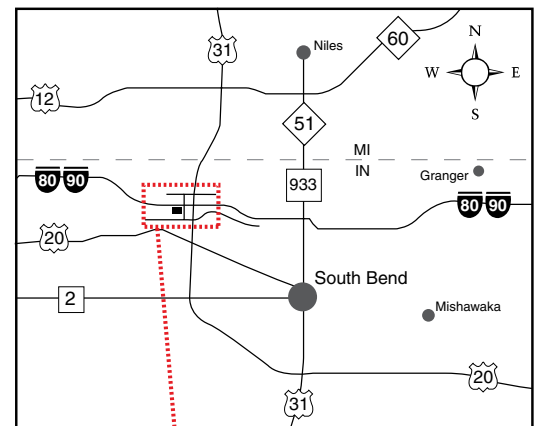 31
Niles
60
N
W E
S
12
51
MI
IN
80 90
933
Granger
80 90
20
South Bend
2
Mishawaka
20
31